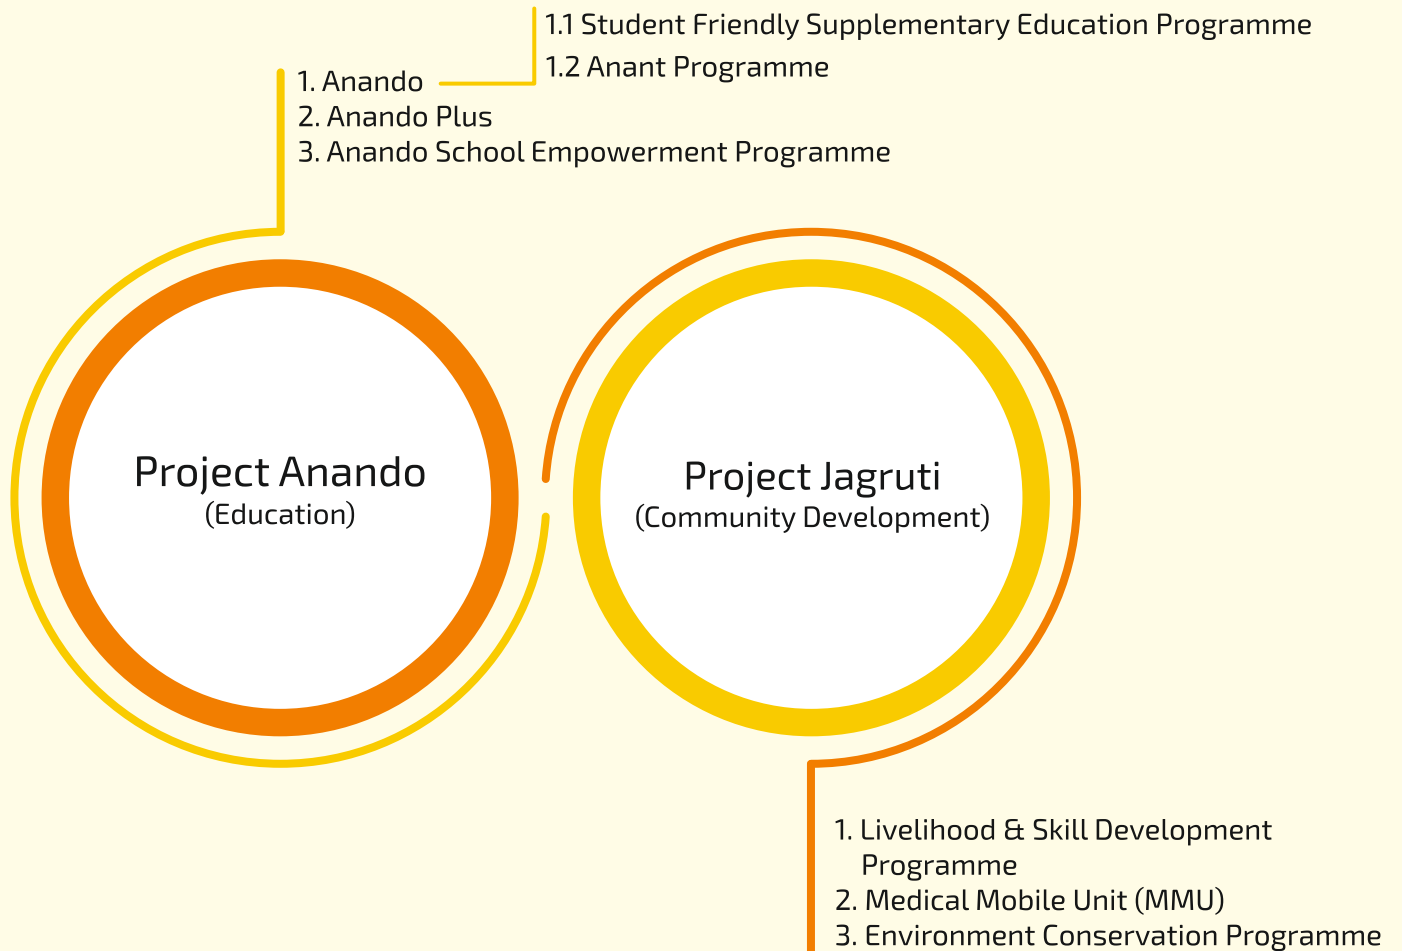 1.1 Student Friendly Supplementary Education Programme
1.2 Anant Programme
1. Anando
2. Anando Plus
3. Anando School Empowerment Programme
Project Anando
(Education)
Project Jagruti
(Community Development)
1. Livelihood & Skill Development
Programme
2. Medical Mobile Unit (MMU)
3. Environment Conservation Programme